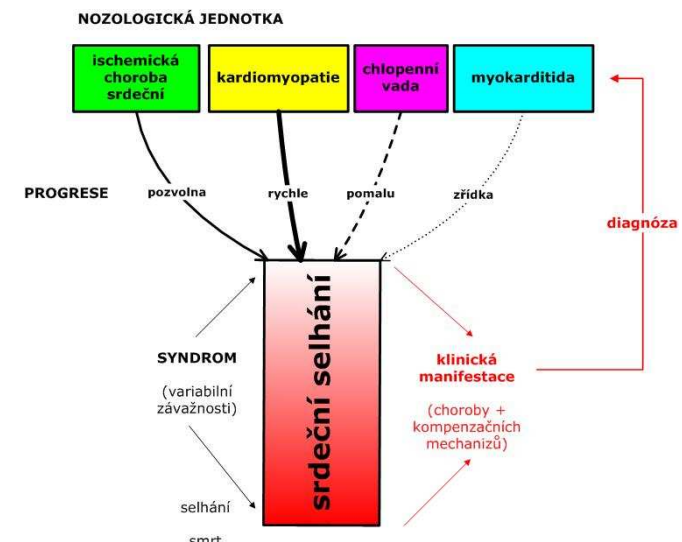 NOZOLOGICKÁ JEDNOTKA
ischemická
choroba
srdeční
kardiomyopatie
chlopenní
vada
myokarditida
PROGRESE
pozvolna
rychle
pomalu
zřídka
diagnóza
srdeční selhání
SYNDROM
(variabilní
závažnosti)
klinická
manifestace
(choroby +
kompenzačních
mechanizů)
selhání
smrt